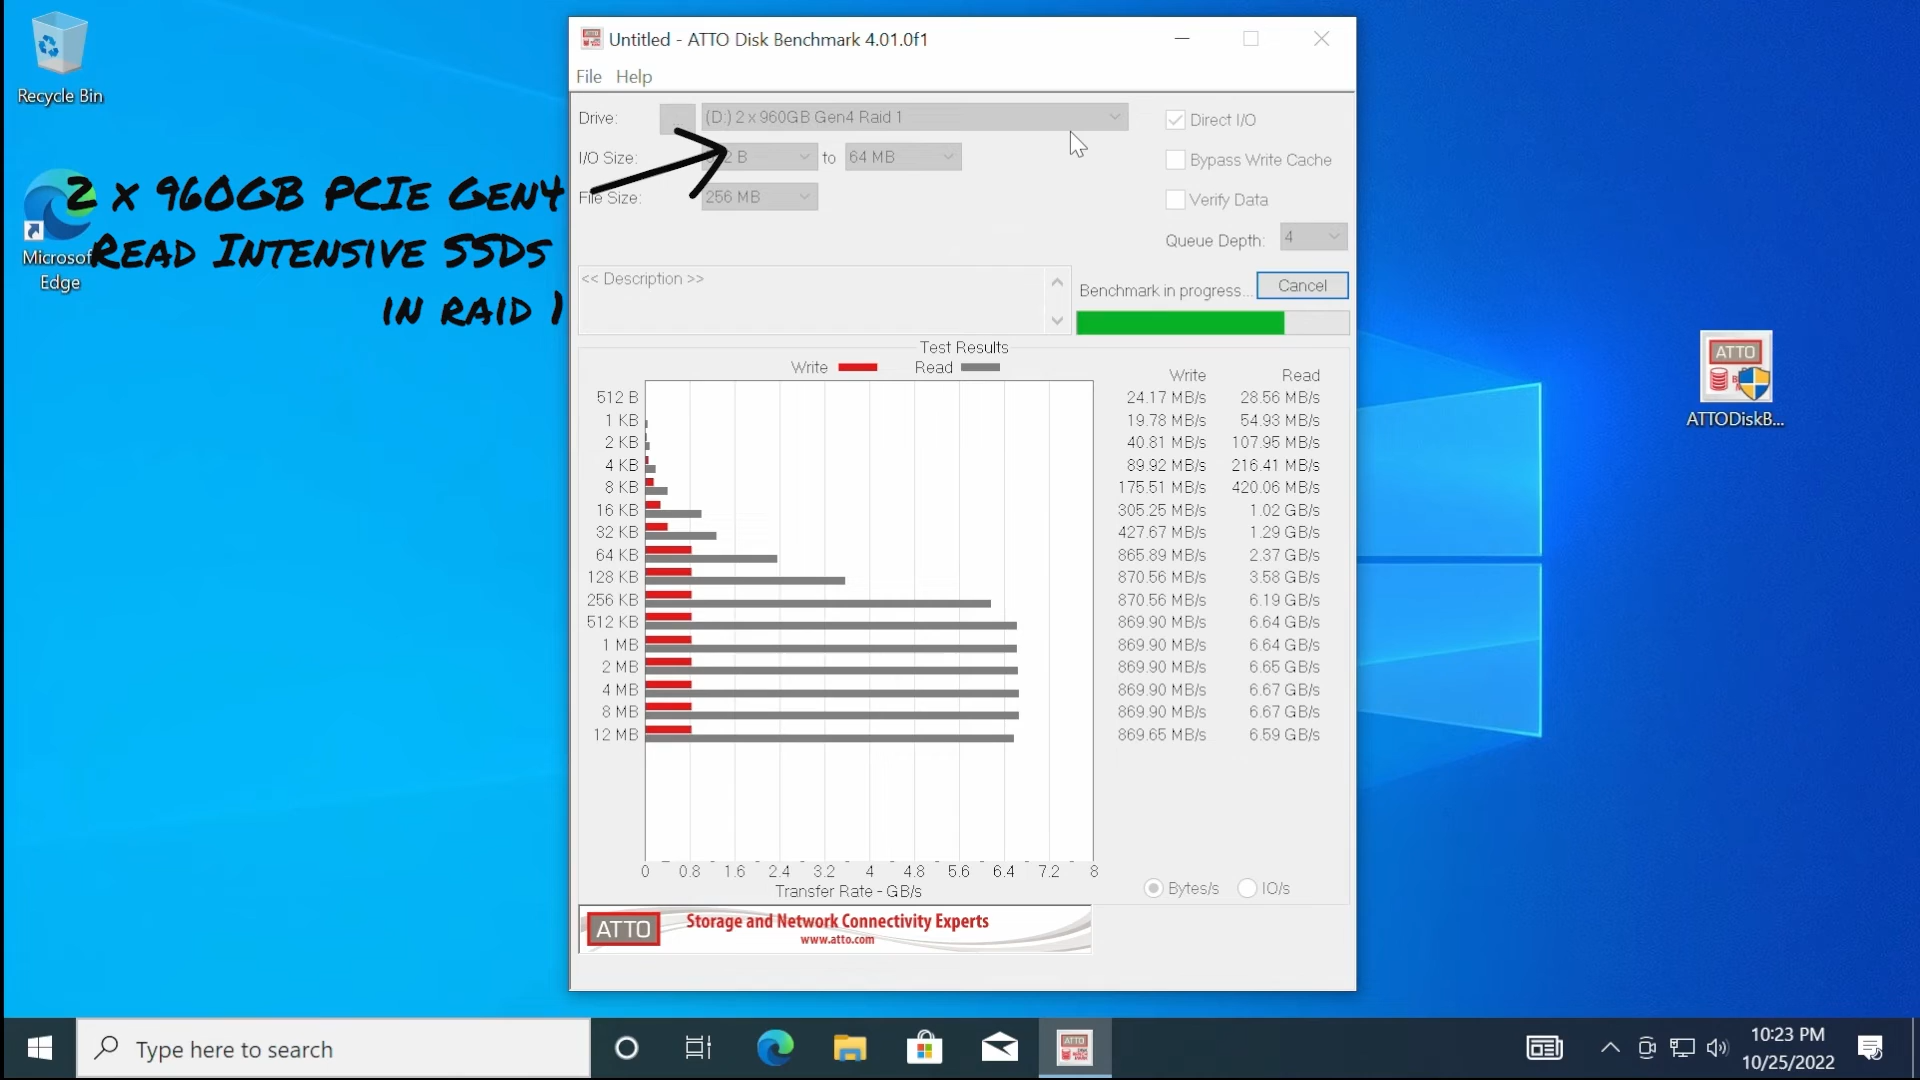 Recycle Bin
Microsof
Edge
2 x 960GB PCIe Gen4
Read Intensive SSDs
in raid 1
Untitled - ATTO Disk Benchmark 4.01.0f1
File Help
Drive: (D:) 2 x 960GB Gen4 Raid 1
I/O Size: 2 B to 64 MB
File Size: 256 MB
Direct I/O
Bypass Write Cache
Verify Data
Queue Depth: 4
<< Description >>
Benchmark in progress... Cancel
Test Results
Write Read
Write Read
512 B 24.17 MB/s 28.56 MB/s
1 KB 19.78 MB/s 54.93 MB/s
2 KB 40.81 MB/s 107.95 MB/s
4 KB 89.92 MB/s 216.41 MB/s
8 KB 175.51 MB/s 420.06 MB/s
16 KB 305.25 MB/s 1.02 GB/s
32 KB 427.67 MB/s 1.29 GB/s
64 KB 865.89 MB/s 2.37 GB/s
128 KB 870.56 MB/s 3.58 GB/s
256 KB 870.56 MB/s 6.19 GB/s
512 KB 869.90 MB/s 6.64 GB/s
1 MB 869.90 MB/s 6.64 GB/s
2 MB 869.90 MB/s 6.65 GB/s
4 MB 869.90 MB/s 6.67 GB/s
8 MB 869.90 MB/s 6.67 GB/s
12 MB 869.65 MB/s 6.59 GB/s
0 0.8 1.6 2.4 3.2 4 4.8 5.6 6.4 7.2 8
Transfer Rate - GB/s
Bytes/s IO/s
ATTO Storage and Network Connectivity Experts
www.atto.com
ATTO
ATTODiskB...
Type here to search
10:23 PM
10/25/2022